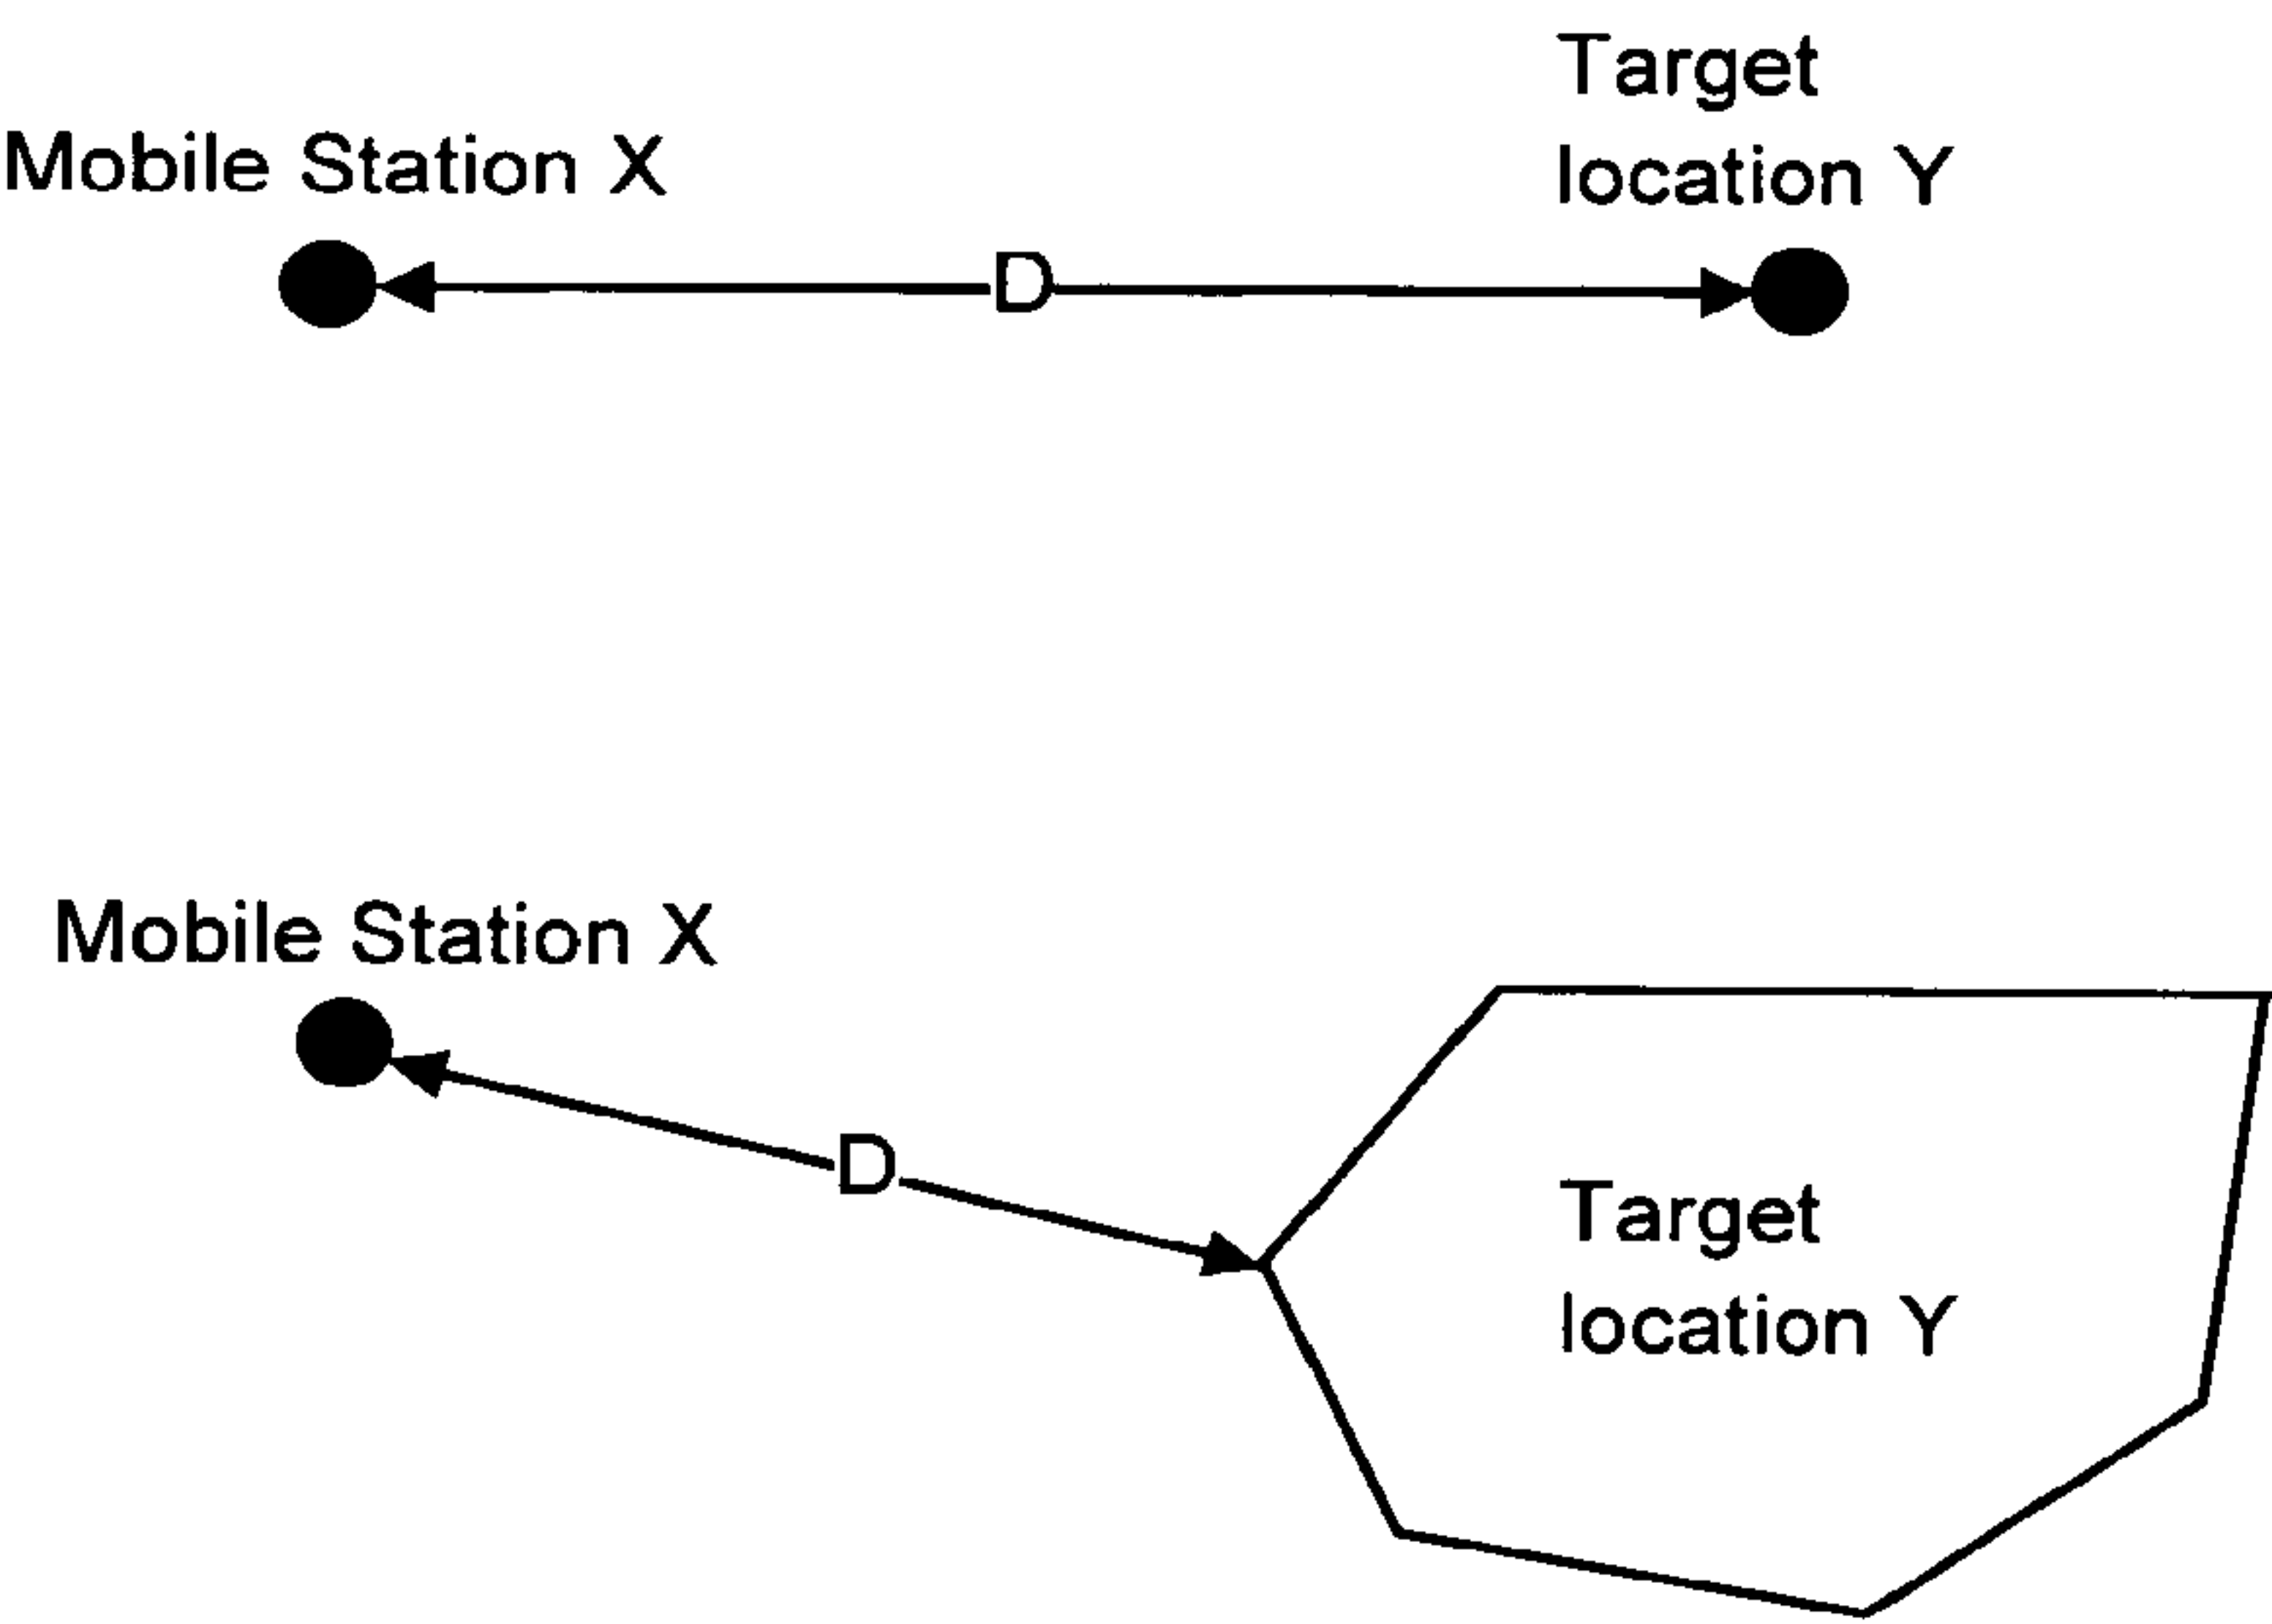 Target
location Y
Mobile Station X
D
Mobile Station X
D
Target
location Y